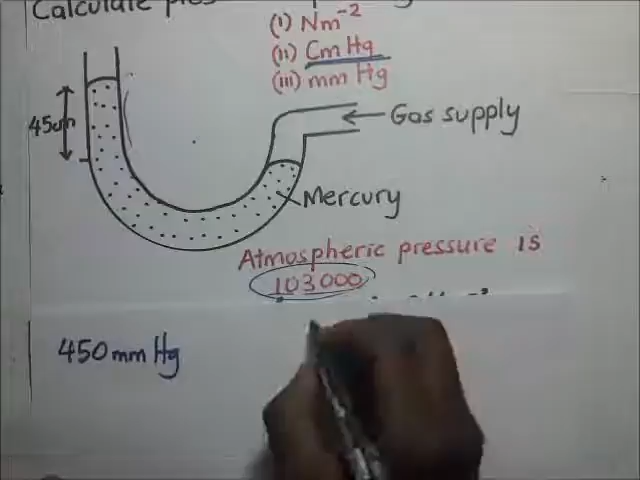 Calculate
(i) Nm⁻²
(ii) Cm Hg
(iii) mm Hg
45cm
Gas supply
Mercury
Atmospheric pressure is
103000
450 mm Hg